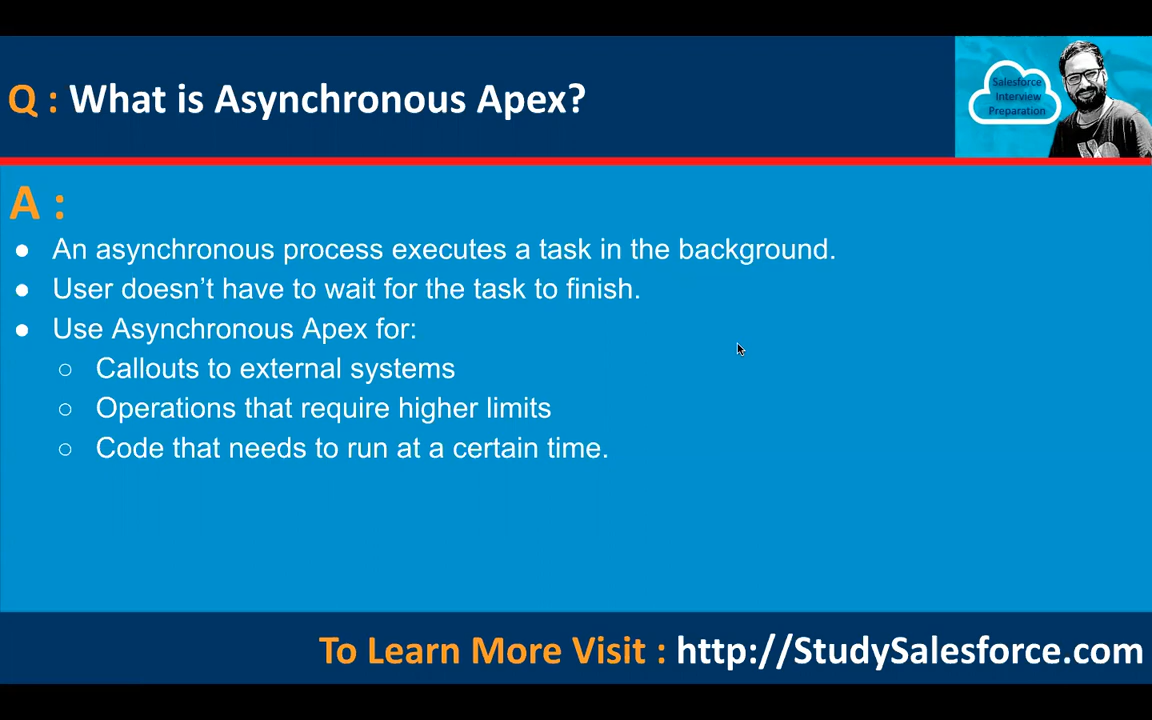 Q : What is Asynchronous Apex?
Salesforce
Interview
Preparation
A :
● An asynchronous process executes a task in the background.
● User doesn’t have to wait for the task to finish.
● Use Asynchronous Apex for:
○ Callouts to external systems
○ Operations that require higher limits
○ Code that needs to run at a certain time.
To Learn More Visit : http://StudySalesforce.com